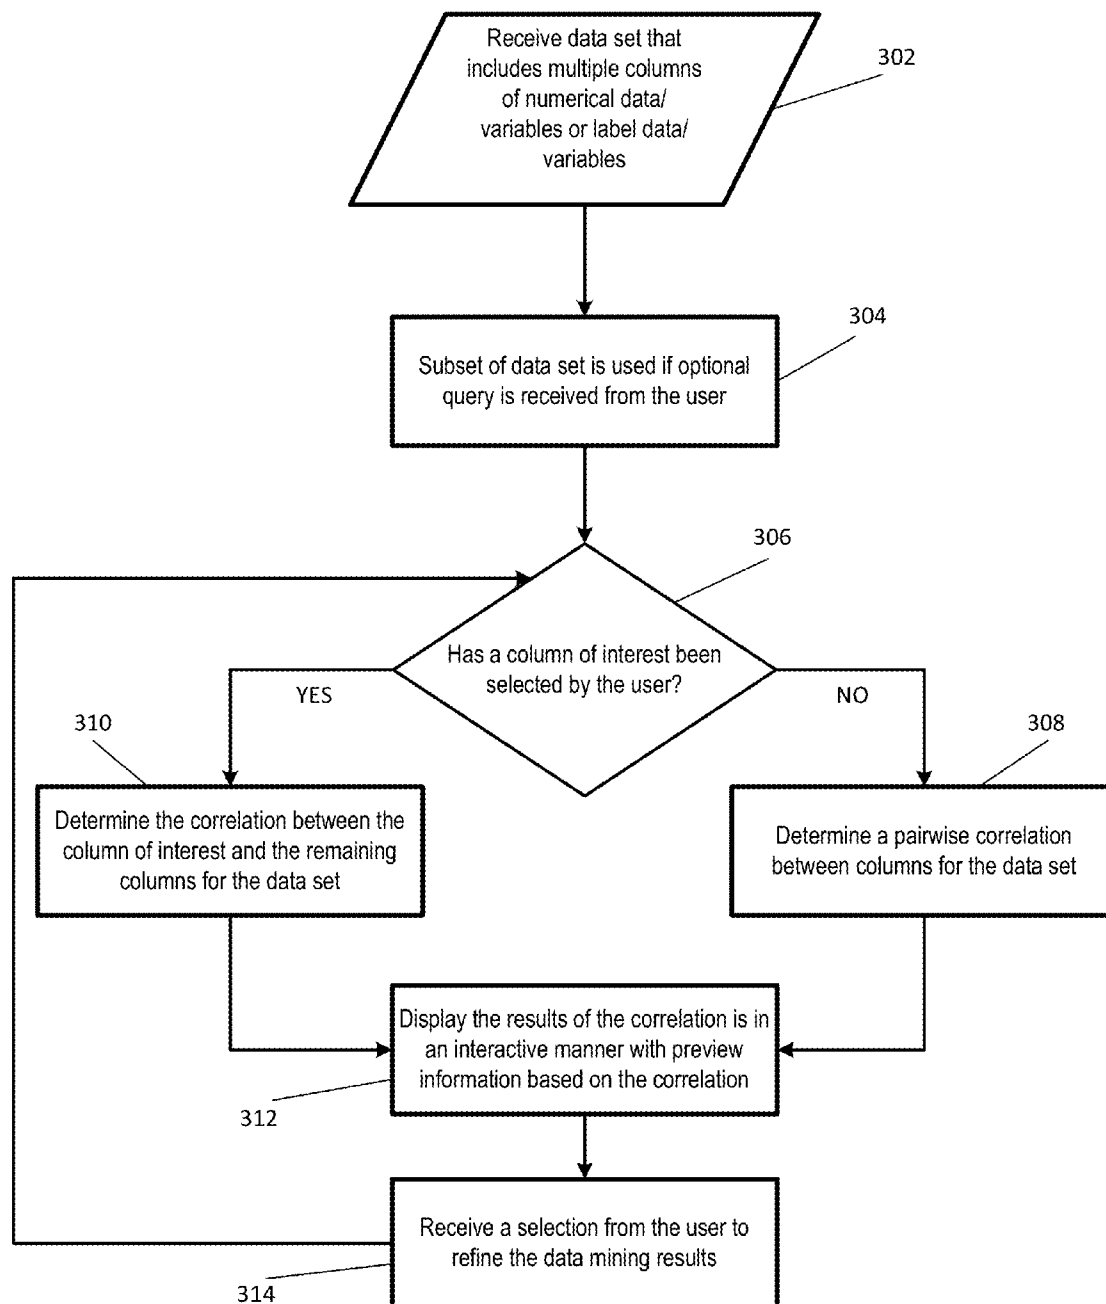 Receive data set that
includes multiple columns
of numerical data/
variables or label data/
variables
302
304
Subset of data set is used if optional
query is received from the user
306
Has a column of interest been
selected by the user?
YES
NO
310
308
Determine the correlation between the
column of interest and the remaining
columns for the data set
Determine a pairwise correlation
between columns for the data set
Display the results of the correlation is in
an interactive manner with preview
information based on the correlation
312
Receive a selection from the user to
refine the data mining results
314